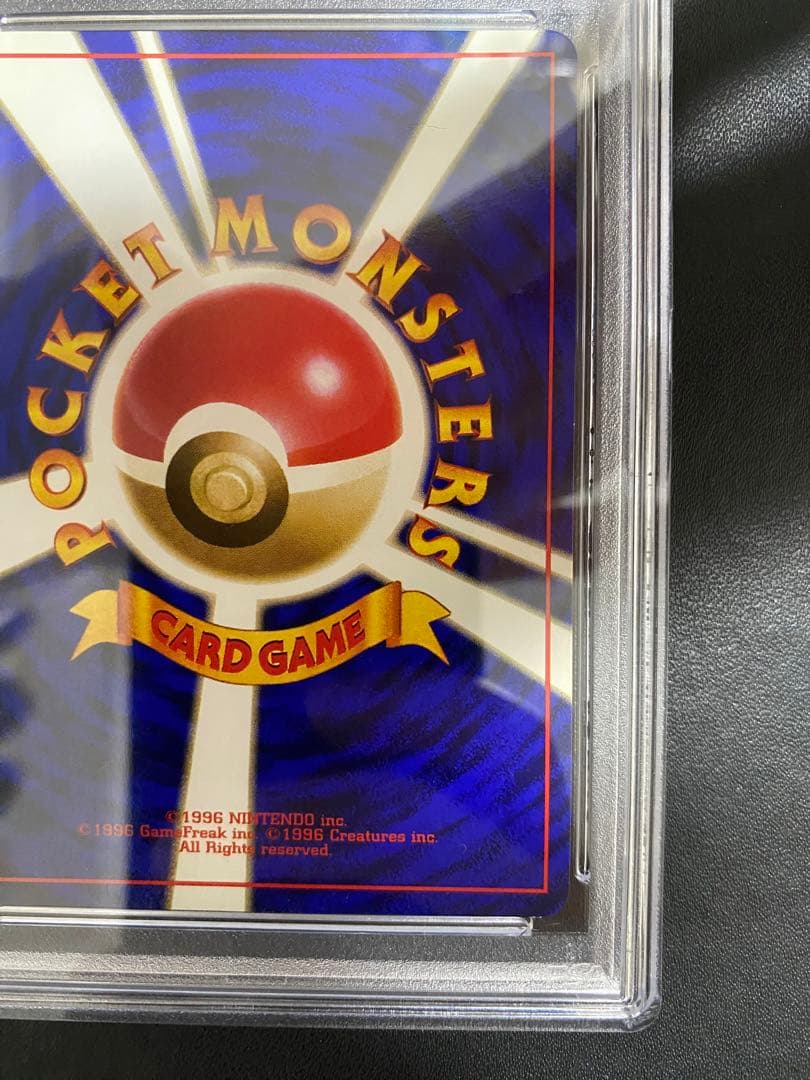 POCKET MONSTERS
CARD GAME
©1996 NINTENDO inc.
©1996 GameFreak inc. ©1996 Creatures inc.
All Rights reserved.